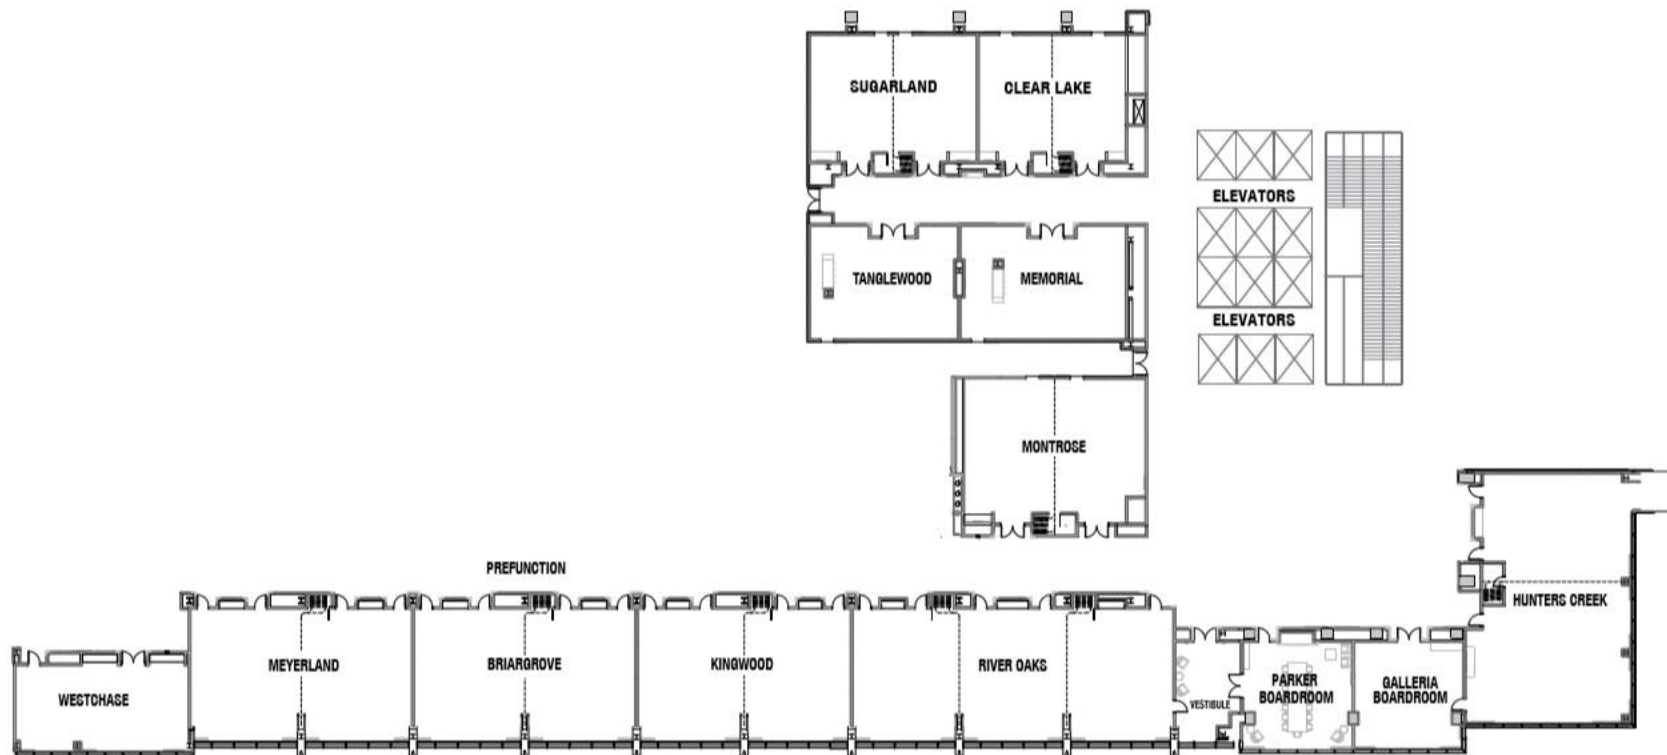 SUGARLAND
CLEAR LAKE
ELEVATORS
TANGLEWOOD
MEMORIAL
ELEVATORS
MONTROSE
PREFUNCTION
HUNTERS CREEK
WESTCHASE
MEYERLAND
BRIARGROVE
KINGWOOD
RIVER OAKS
VESTIBULE
PARKER
BOARDROOM
GALLERIA
BOARDROOM